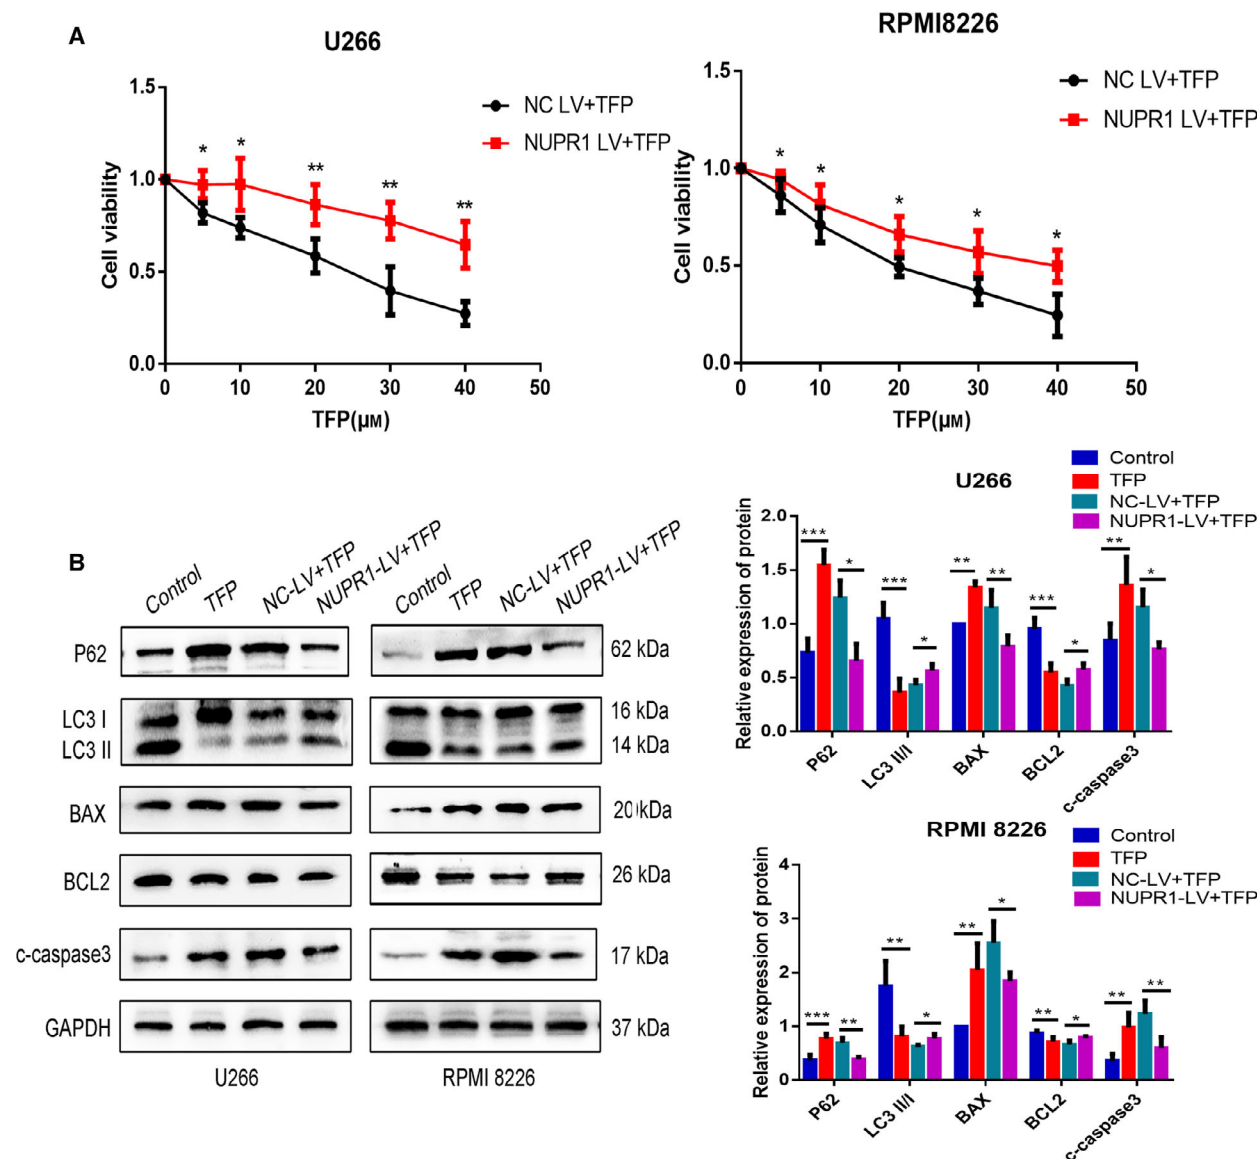 A
U266
1.5
1.0
0.5
0.0
Cell viability
* * ** ** **
0 10 20 30 40 50
TFP(μM)
NC LV+TFP
NUPR1 LV+TFP
RPMI8226
1.5
1.0
0.5
0.0
Cell viability
* * * * *
0 10 20 30 40 50
TFP(μM)
NC LV+TFP
NUPR1 LV+TFP
B
Control TFP NC-LV+TFP NUPR1-LV+TFP Control TFP NC-LV+TFP NUPR1-LV+TFP
P62 62 kDa
LC3 I 16 kDa
LC3 II 14 kDa
BAX 20 kDa
BCL2 26 kDa
c-caspase3 17 kDa
GAPDH 37 kDa
U266 RPMI 8226
U266
Control
TFP
NC-LV+TFP
NUPR1-LV+TFP
Relative expression of protein
2.0
1.5
1.0
0.5
0.0
*** * *** * ** ** *** * ** *
P62 LC3 II/I BAX BCL2 c-caspase3
RPMI 8226
Control
TFP
NC-LV+TFP
NUPR1-LV+TFP
Relative expression of protein
4
3
2
1
0
*** ** ** * ** * ** * ** **
P62 LC3 II/I BAX BCL2 c-caspase3